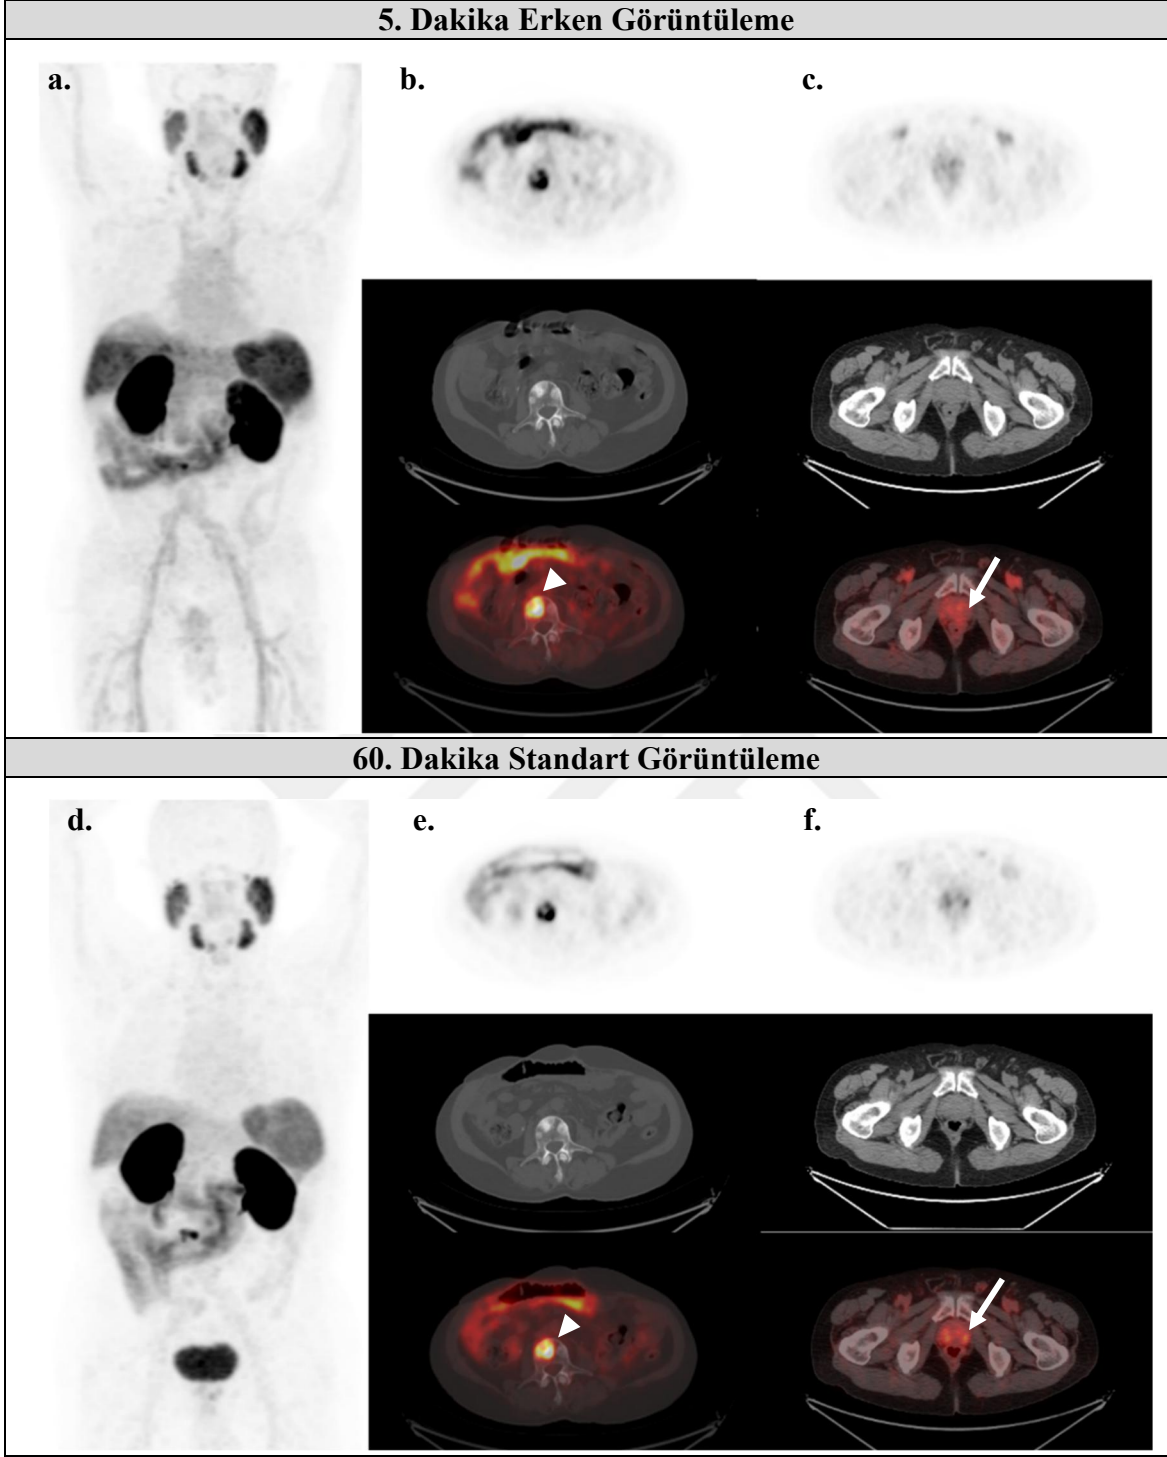 5. Dakika Erken Görüntüleme
a.
b.
c.
60. Dakika Standart Görüntüleme
d.
e.
f.